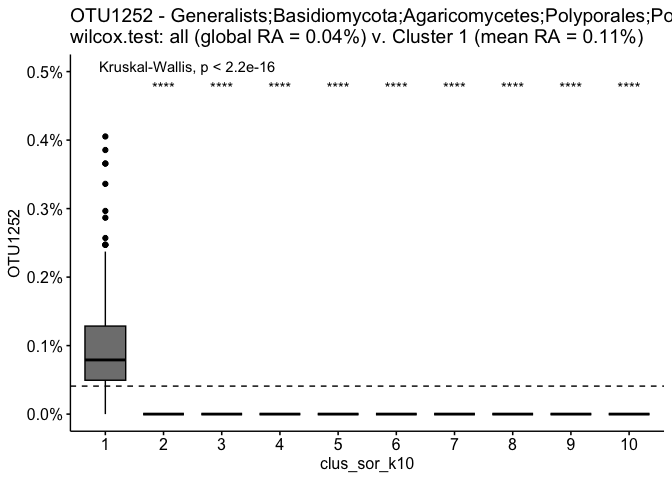 OTU1252 - Generalists;Basidiomycota;Agaricomycetes;Polyporales;Po
wilcox.test: all (global RA = 0.04%) v. Cluster 1 (mean RA = 0.11%)
Kruskal-Wallis, p < 2.2e-16
**** **** **** **** **** **** **** **** ****
0.5%
0.4%
0.3%
0.2%
0.1%
0.0%
OTU1252
1 2 3 4 5 6 7 8 9 10
clus_sor_k10